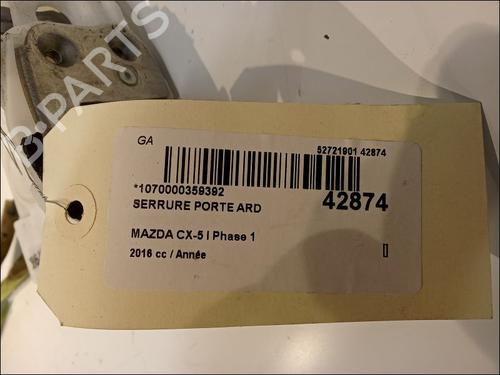 B-PARTS
GA
52721901 42874
*1070000359392
42874
SERRURE PORTE ARD
MAZDA CX-5 I Phase 1
2016 cc / Année